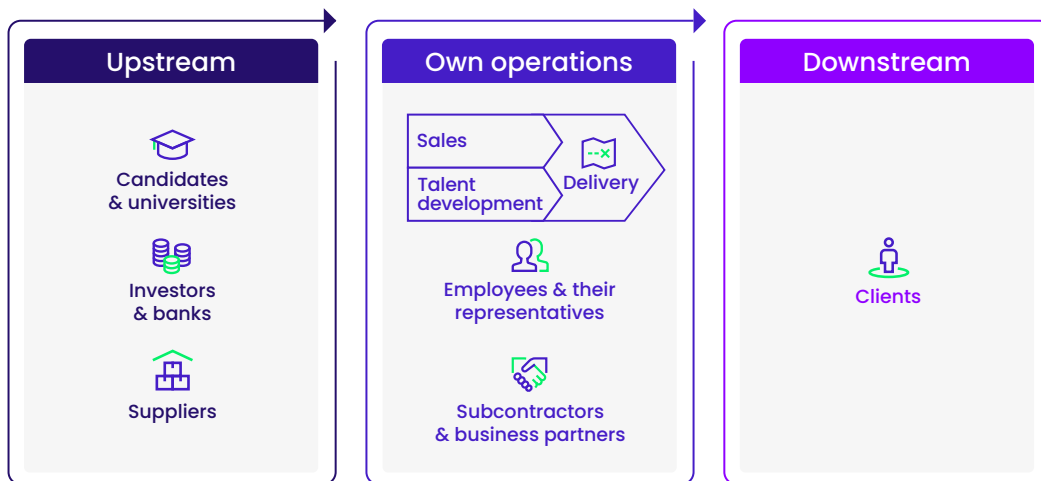 Upstream
Candidates
& universities
Investors
& banks
Suppliers
Own operations
Sales
Talent
development
Delivery
Employees & their
representatives
Subcontractors
& business partners
Downstream
Clients